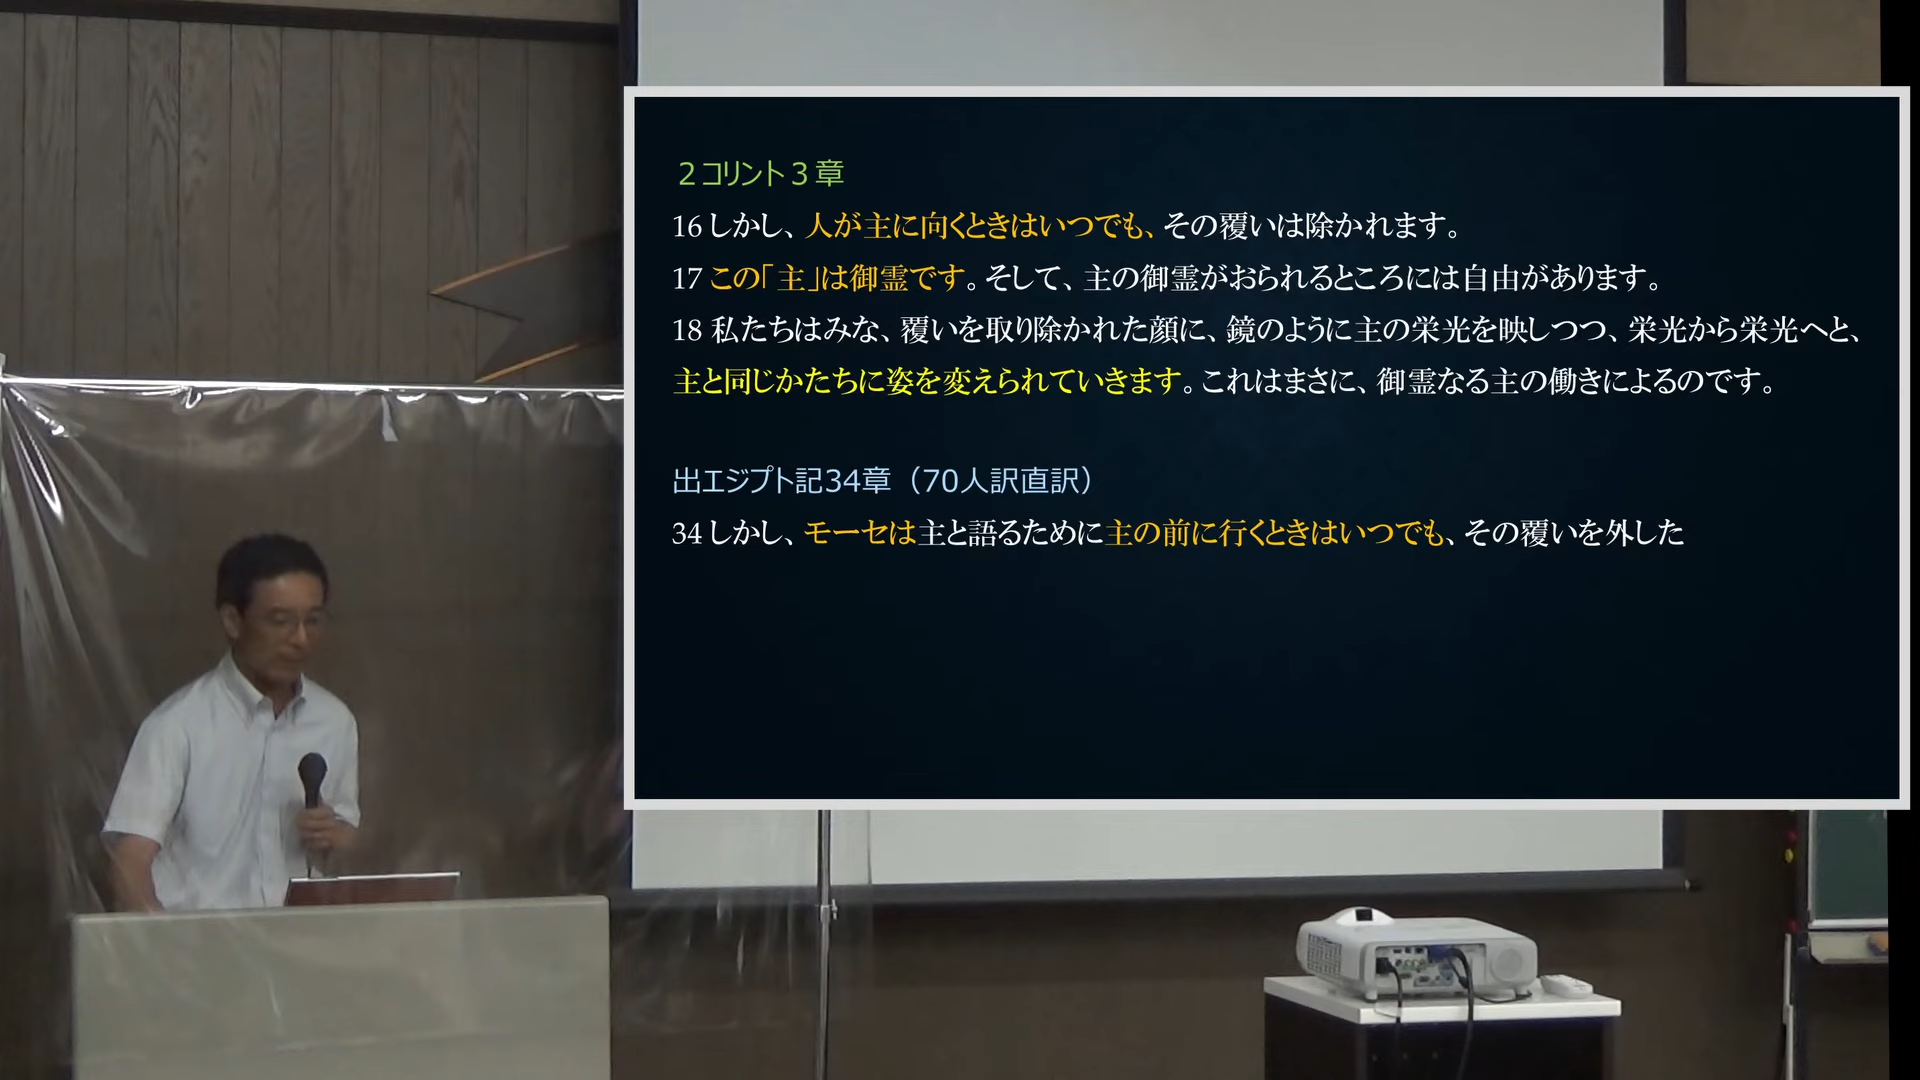 ２コリント３章
16 しかし、人が主に向くときはいつでも、その覆いは除かれます。
17 この「主」は御霊です。そして、主の御霊がおられるところには自由があります。
18 私たちはみな、覆いを取り除かれた顔に、鏡のように主の栄光を映しつつ、栄光から栄光へと、
主と同じかたちに姿を変えられていきます。これはまさに、御霊なる主の働きによるのです。
出エジプト記34章（70人訳直訳）
34 しかし、モーセは主と語るために主の前に行くときはいつでも、その覆いを外した